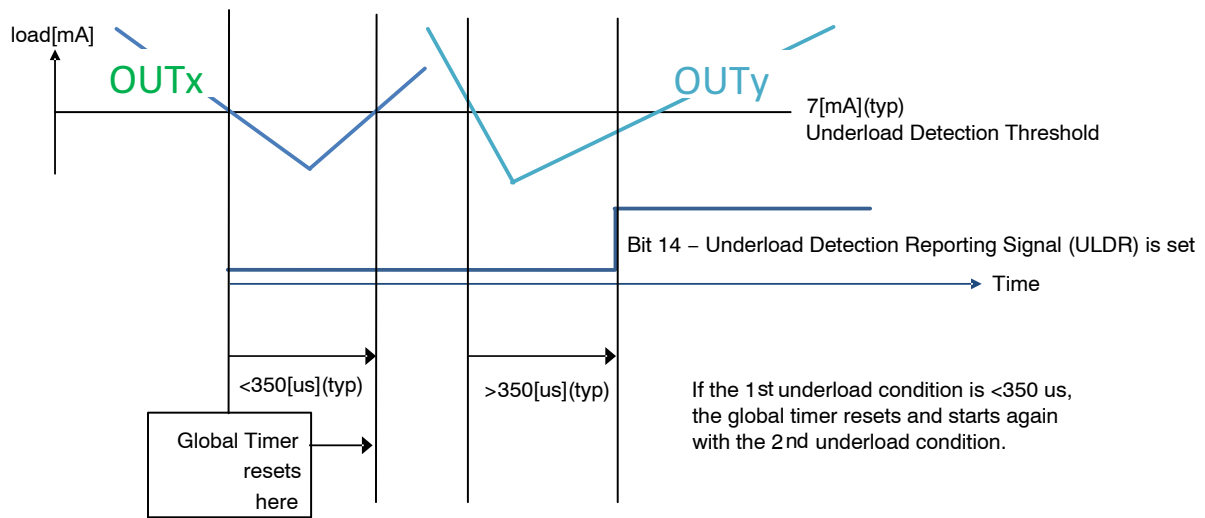 load[mA]
OUTx
OUTy
7[mA](typ)
Underload Detection Threshold
Bit 14 − Underload Detection Reporting Signal (ULDR) is set
Time
<350[us](typ)
>350[us](typ)
If the 1st underload condition is <350 us,
the global timer resets and starts again
with the 2nd underload condition.
Global Timer
resets
here